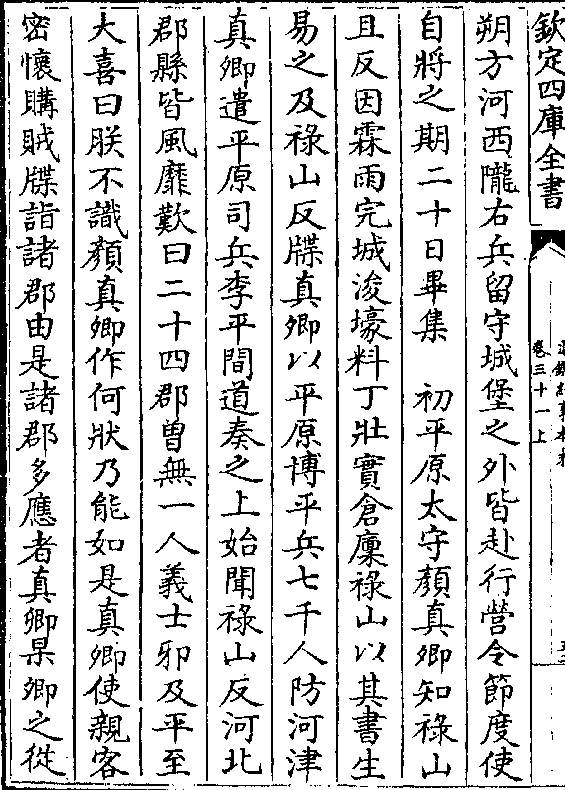 欽定四庫全書
卷三十一上
朔方河西隴右兵留守城堡之外皆赴行營令節度使
自將之期二十日畢集　初平原太守顏真卿知祿山
且反因霖雨完城浚壕料丁壯實倉廩祿山以其書生
易之及祿山反牒真卿以平原博平兵七千人防河津
真卿遣平原司兵李平間道奏之上始聞祿山反河北
郡縣皆風靡歎曰二十四郡曾無一人義士邪及平至
大喜曰朕不識顏真卿作何狀乃能如是真卿使親客
密懷購賊牒詣諸郡由是諸郡多應者真卿杲卿之從